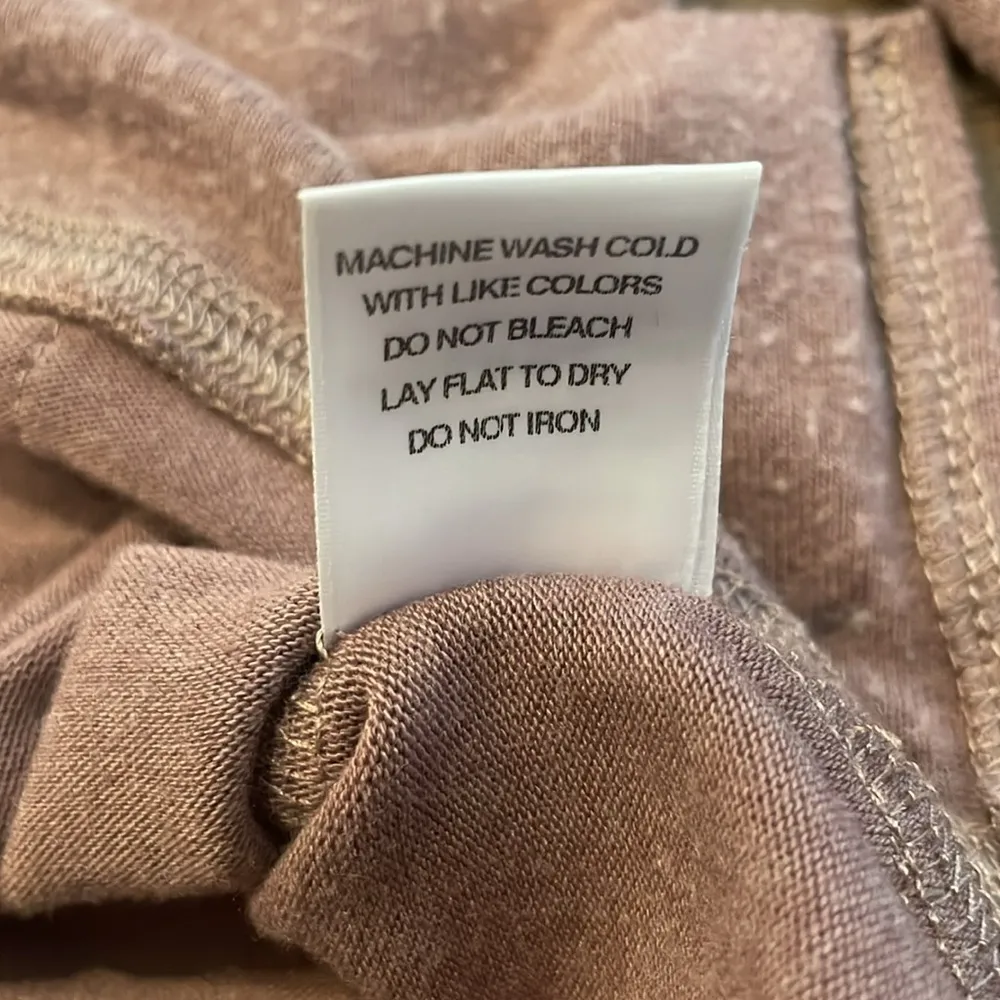 MACHINE WASH COLD
WITH LIKE COLORS
DO NOT BLEACH
LAY FLAT TO DRY
DO NOT IRON